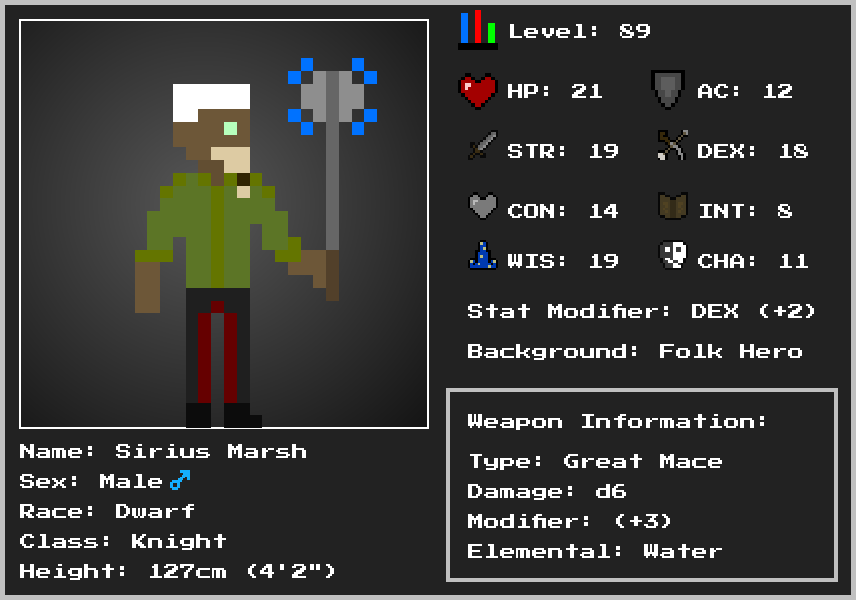 Level: 89
HP: 21
AC: 12
STR: 19
DEX: 18
CON: 14
INT: 8
WIS: 19
CHA: 11
Stat Modifier: DEX (+2)
Background: Folk Hero
Name: Sirius Marsh
Sex: Male♂
Race: Dwarf
Class: Knight
Height: 127cm (4'2")
Weapon Information:
Type: Great Mace
Damage: d6
Modifier: (+3)
Elemental: Water